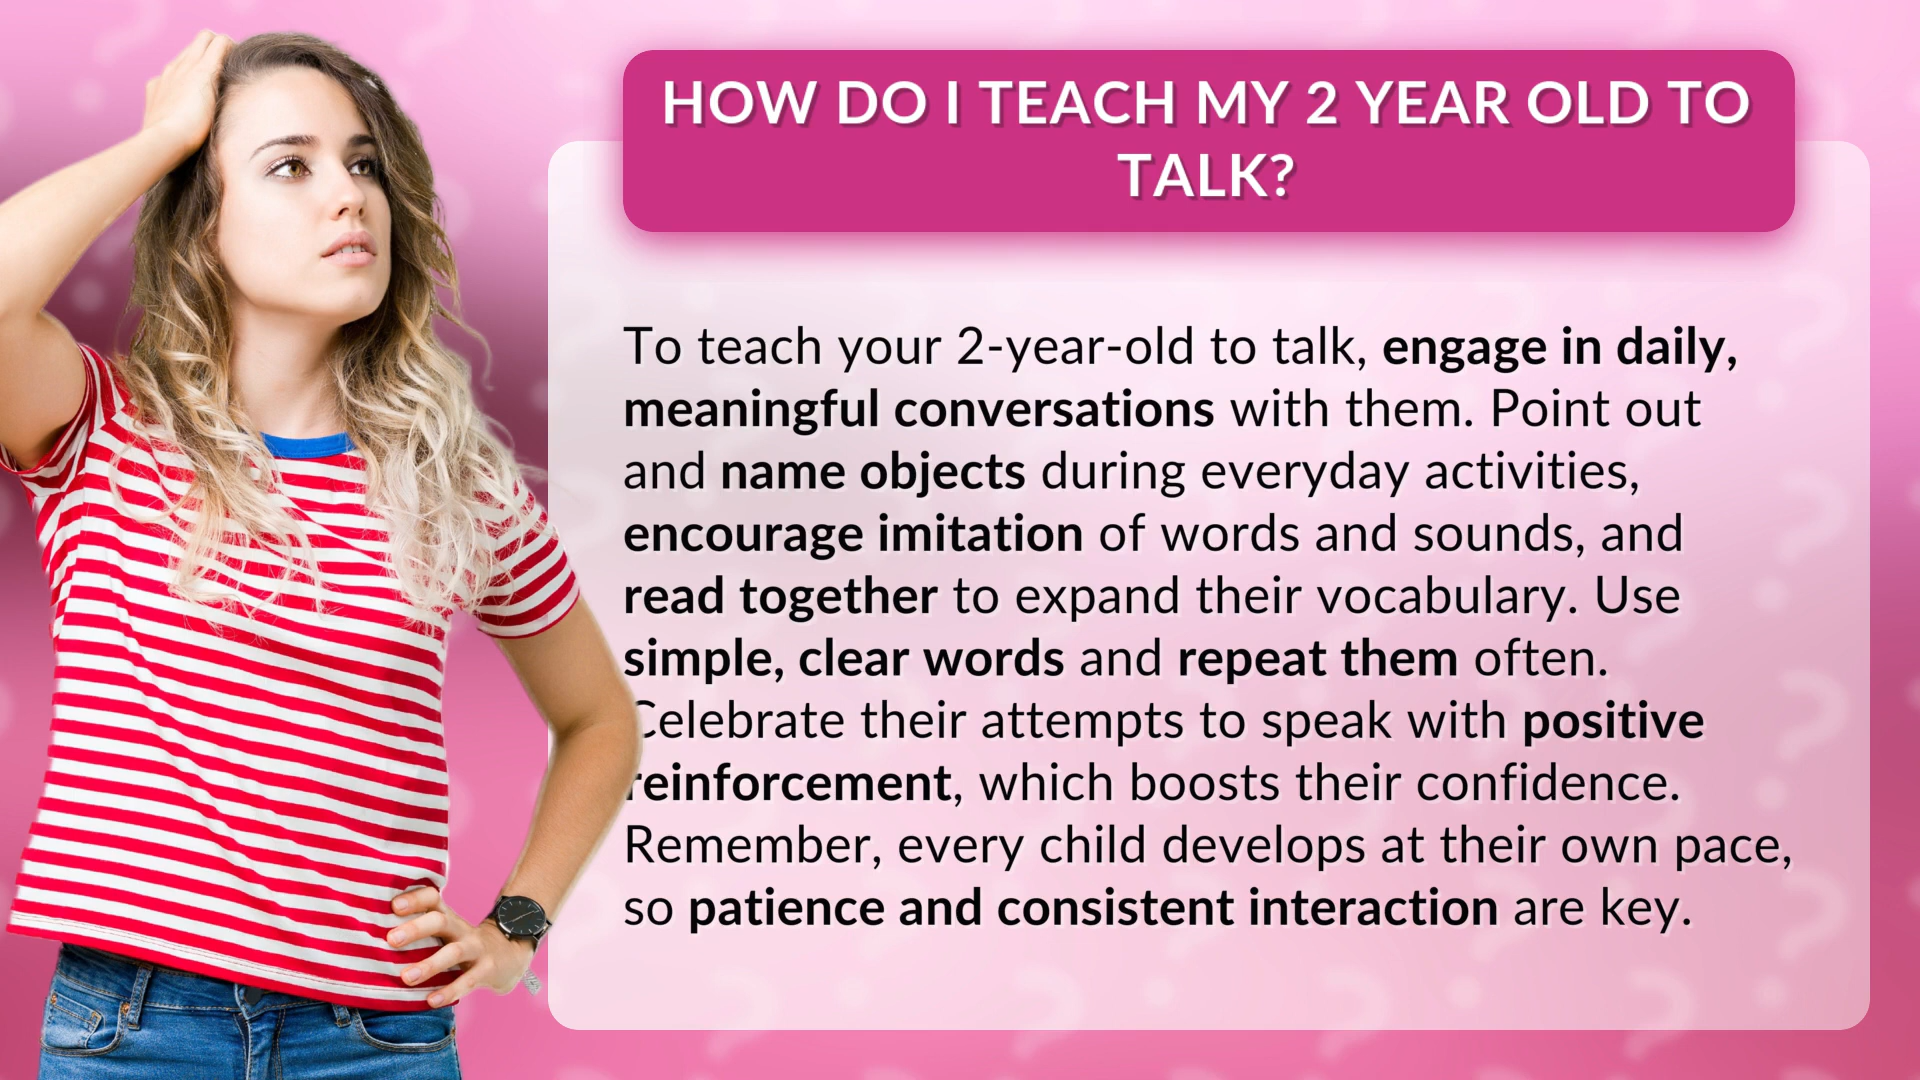 HOW DO I TEACH MY 2 YEAR OLD TO
TALK?
To teach your 2-year-old to talk, engage in daily,
meaningful conversations with them. Point out
and name objects during everyday activities,
encourage imitation of words and sounds, and
read together to expand their vocabulary. Use
simple, clear words and repeat them often.
Celebrate their attempts to speak with positive
reinforcement, which boosts their confidence.
Remember, every child develops at their own pace,
so patience and consistent interaction are key.